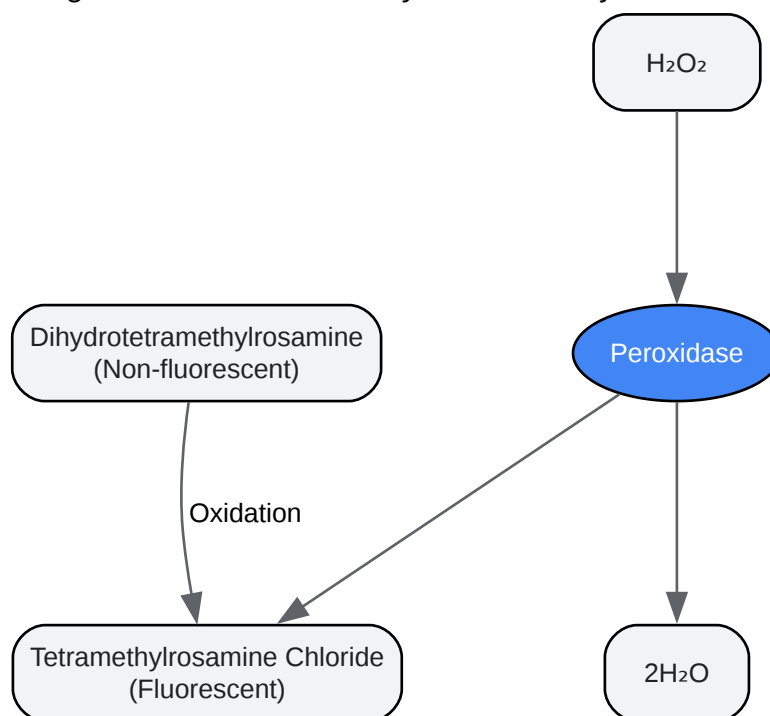 H₂O₂
Dihydrotetramethylrosamine
(Non-fluorescent)
Peroxidase
Oxidation
Tetramethylrosamine Chloride
(Fluorescent)
2H₂O